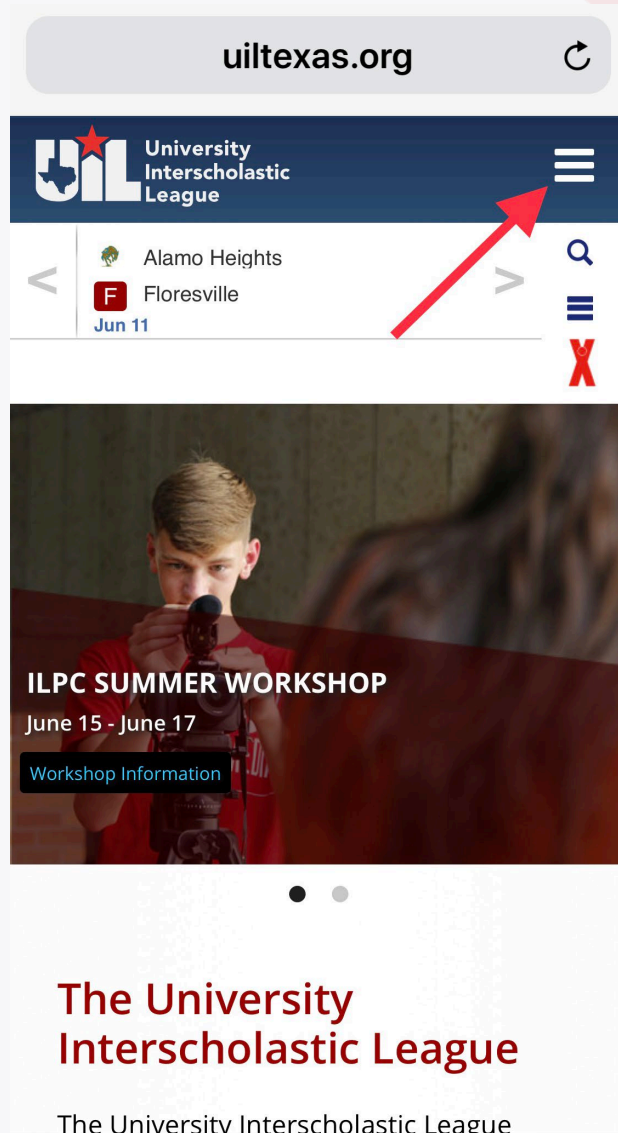 uiltexas.org
UIL
University
Interscholastic
League
<
Alamo Heights
F
Floresville
Jun 11
>
ILPC SUMMER WORKSHOP
June 15 - June 17
Workshop Information
The University
Interscholastic League
The University Interscholastic League